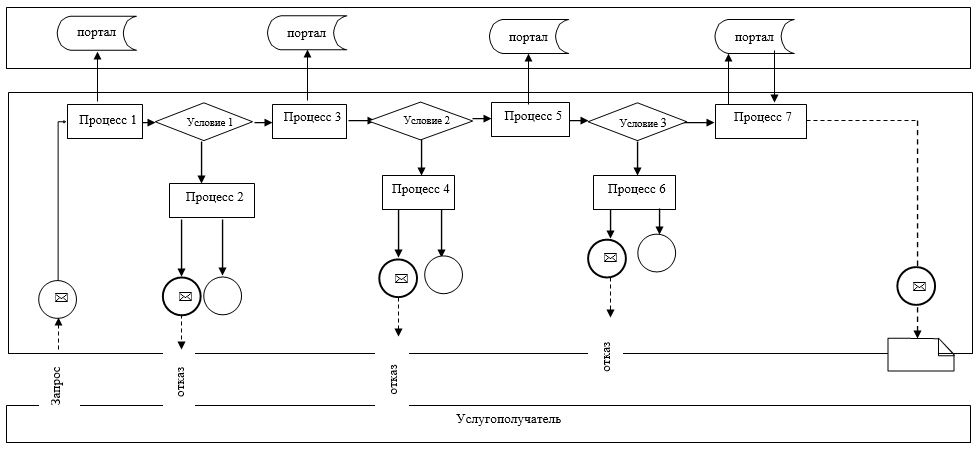 портал
портал
портал
портал
Процесс 1
Условие 1
Процесс 3
Условие 2
Процесс 5
Условие 3
Процесс 7
Процесс 2
Процесс 4
Процесс 6
Запрос
отказ
отказ
отказ
Услугополучатель